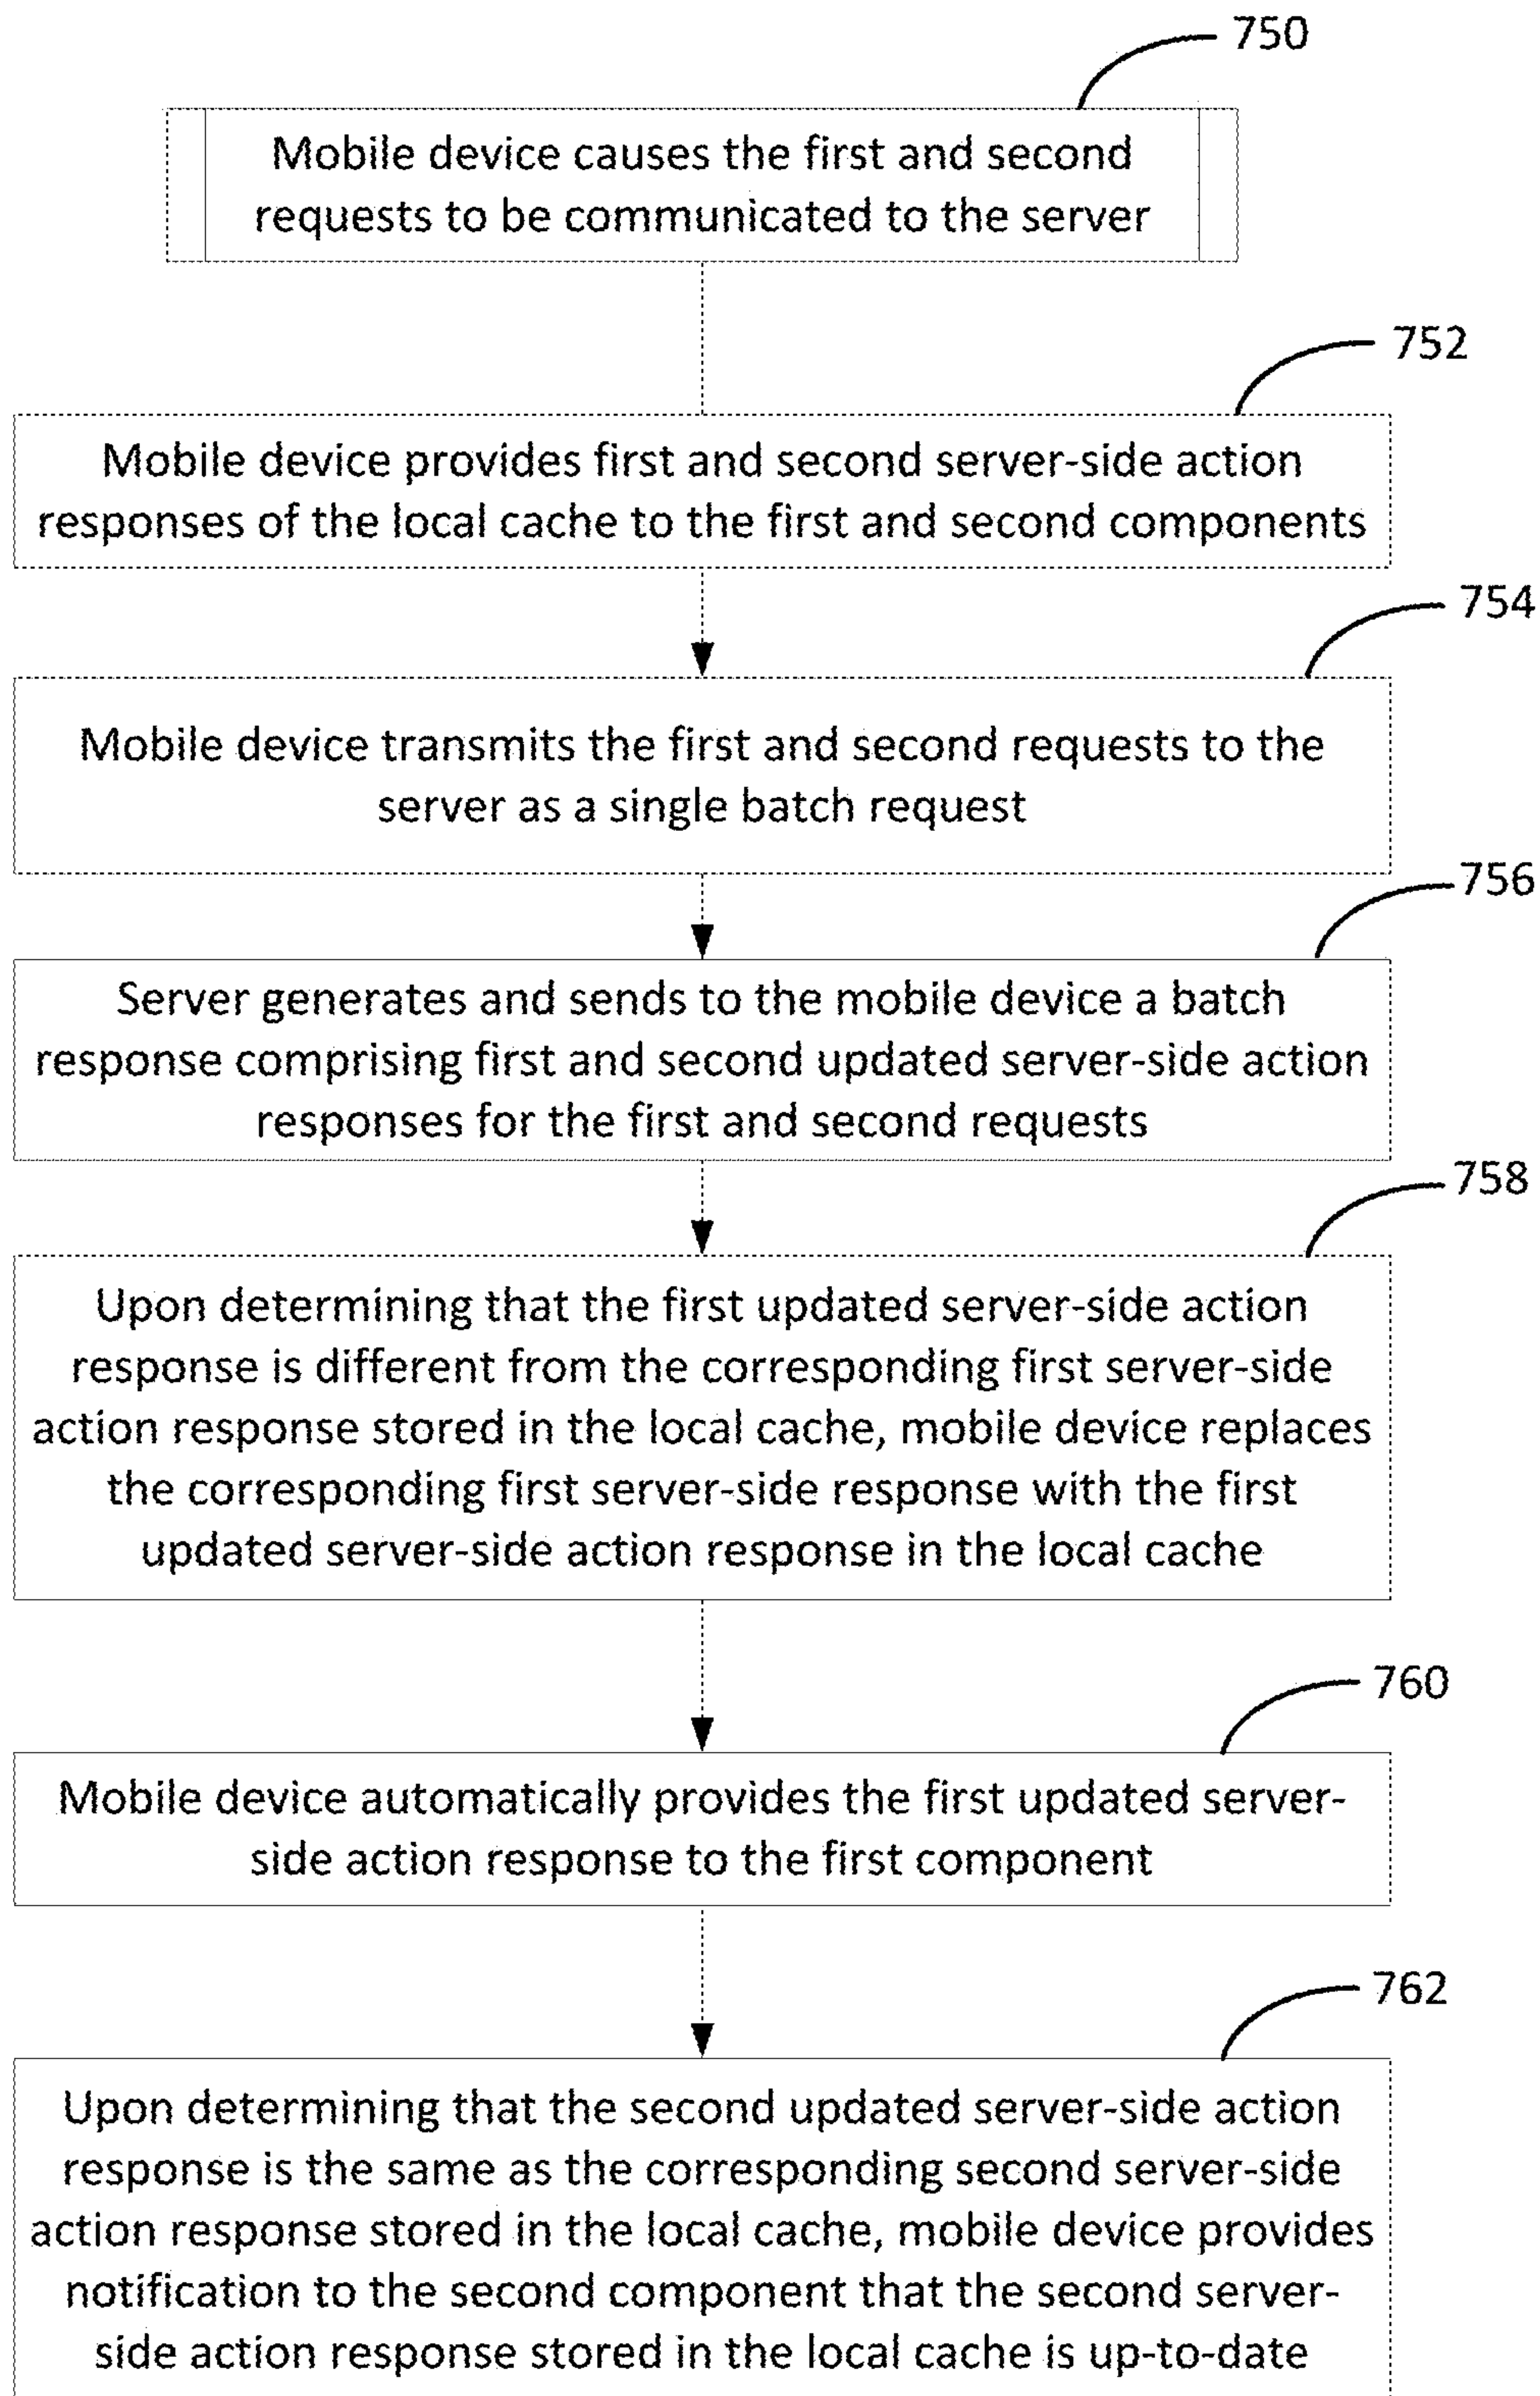 750
Mobile device causes the first and second
requests to be communicated to the server
752
Mobile device provides first and second server-side action
responses of the local cache to the first and second components
754
Mobile device transmits the first and second requests to the
server as a single batch request
756
Server generates and sends to the mobile device a batch
response comprising first and second updated server-side action
responses for the first and second requests
758
Upon determining that the first updated server-side action
response is different from the corresponding first server-side
action response stored in the local cache, mobile device replaces
the corresponding first server-side response with the first
updated server-side action response in the local cache
760
Mobile device automatically provides the first updated server-
side action response to the first component
762
Upon determining that the second updated server-side action
response is the same as the corresponding second server-side
action response stored in the local cache, mobile device provides
notification to the second component that the second server-
side action response stored in the local cache is up-to-date